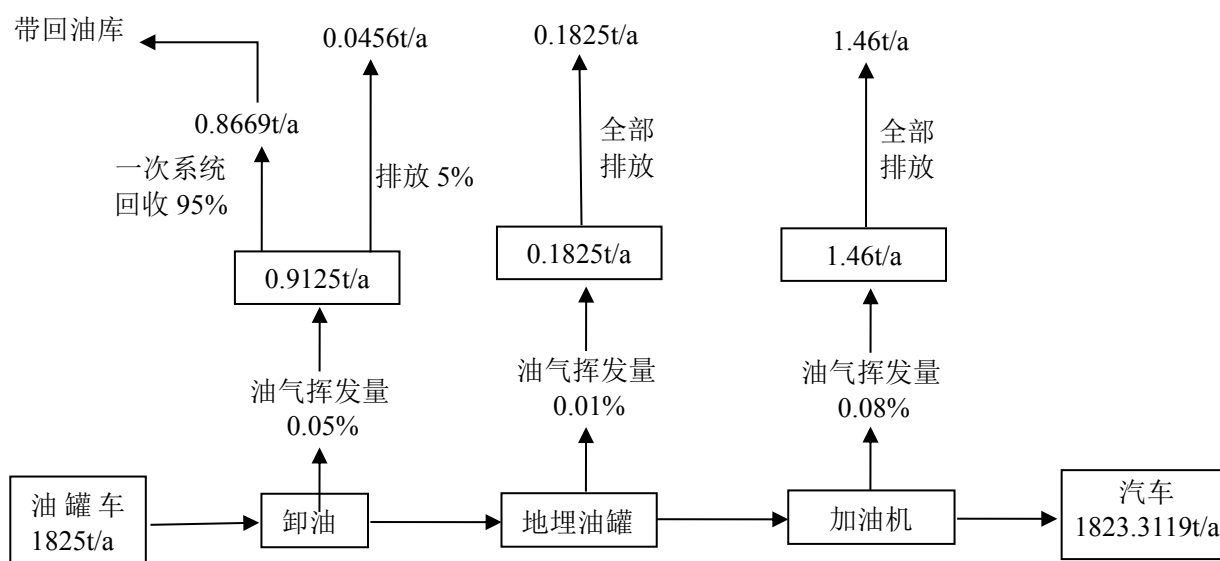 带回油库
0.0456t/a
0.1825t/a
1.46t/a
0.8669t/a
一次系统
回收 95%
排放 5%
全部
排放
全部
排放
0.9125t/a
0.1825t/a
1.46t/a
油气挥发量
0.05%
油气挥发量
0.01%
油气挥发量
0.08%
油 罐 车
1825t/a
卸油
地埋油罐
加油机
汽车
1823.3119t/a